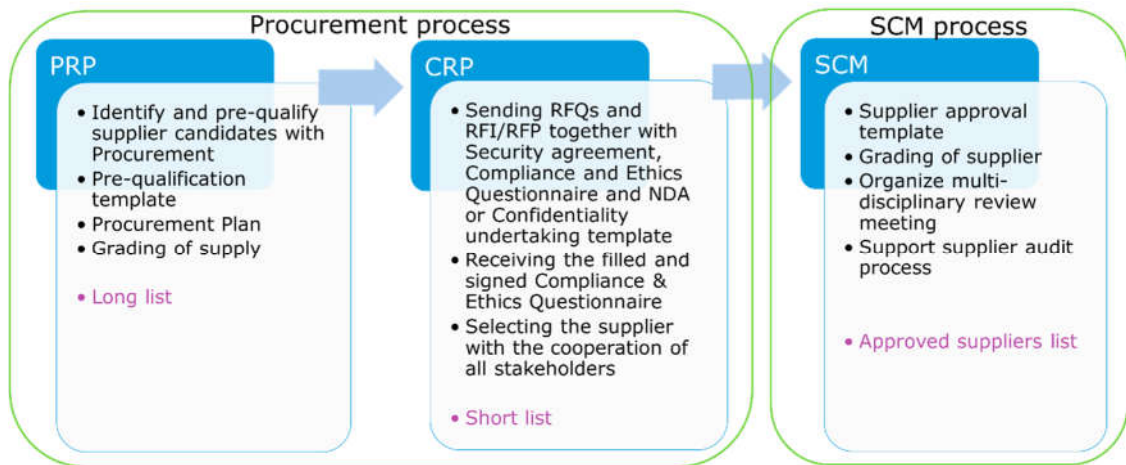 Procurement process
PRP
• Identify and pre-qualify
supplier candidates with
Procurement
• Pre-qualification
template
• Procurement Plan
• Grading of supply
• Long list
CRP
• Sending RFQs and
RFI/RFP together with
Security agreement,
Compliance and Ethics
Questionnaire and NDA
or Confidentiality
undertaking template
• Receiving the filled and
signed Compliance &
Ethics Questionnaire
• Selecting the supplier
with the cooperation of
all stakeholders
• Short list
SCM process
SCM
• Supplier approval
template
• Grading of supplier
• Organize multi-
disciplinary review
meeting
• Support supplier audit
process
• Approved suppliers list